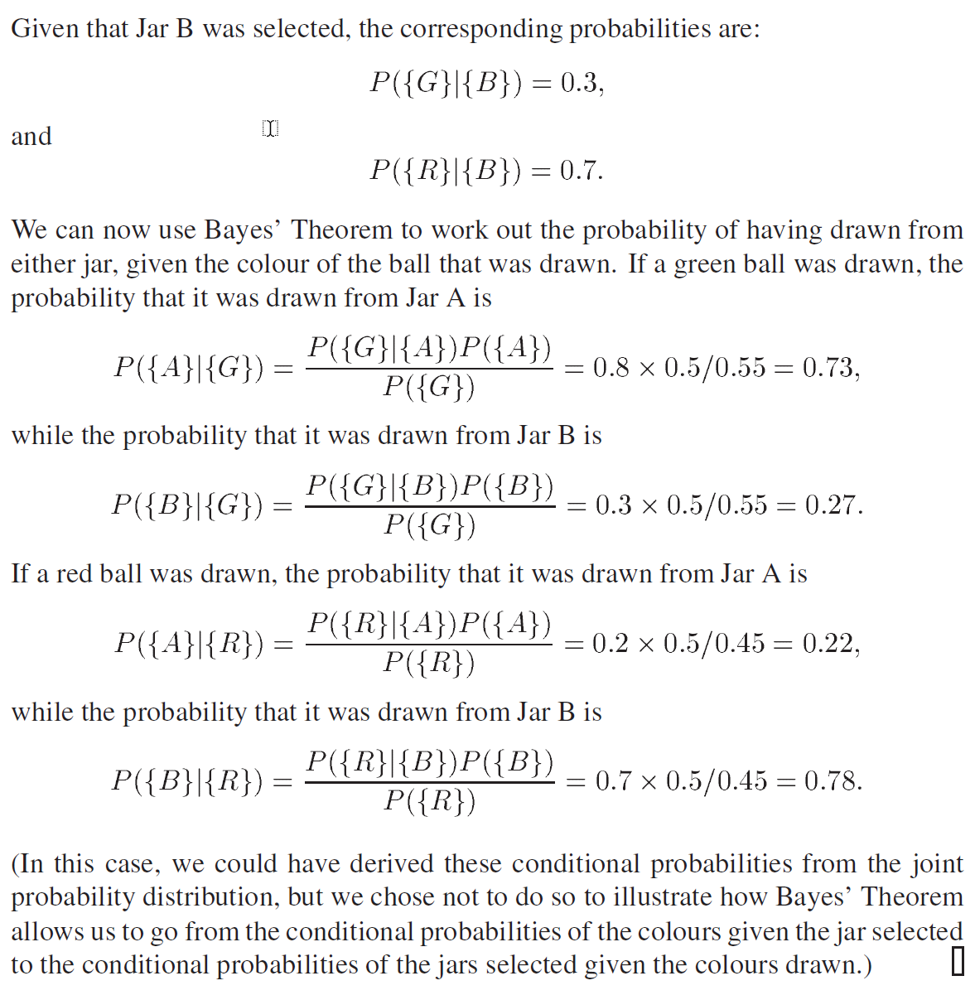 Given that Jar B was selected, the corresponding probabilities are:
P({G}|{B}) = 0.3,
and
P({R}|{B}) = 0.7.
We can now use Bayes’ Theorem to work out the probability of having drawn from
either jar, given the colour of the ball that was drawn. If a green ball was drawn, the
probability that it was drawn from Jar A is
P({A}|{G}) = P({G}|{A})P({A}) / P({G}) = 0.8 × 0.5/0.55 = 0.73,
while the probability that it was drawn from Jar B is
P({B}|{G}) = P({G}|{B})P({B}) / P({G}) = 0.3 × 0.5/0.55 = 0.27.
If a red ball was drawn, the probability that it was drawn from Jar A is
P({A}|{R}) = P({R}|{A})P({A}) / P({R}) = 0.2 × 0.5/0.45 = 0.22,
while the probability that it was drawn from Jar B is
P({B}|{R}) = P({R}|{B})P({B}) / P({R}) = 0.7 × 0.5/0.45 = 0.78.
(In this case, we could have derived these conditional probabilities from the joint
probability distribution, but we chose not to do so to illustrate how Bayes’ Theorem
allows us to go from the conditional probabilities of the colours given the jar selected
to the conditional probabilities of the jars selected given the colours drawn.)